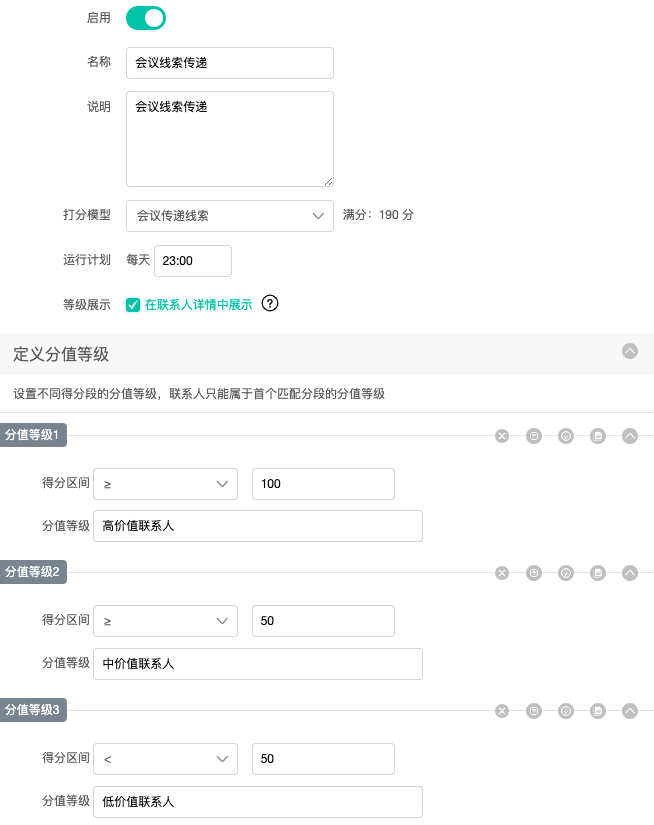 启用
名称 会议线索传递
说明 会议线索传递
打分模型 会议传递线索 满分：190 分
运行计划 每天 23:00
等级展示 在联系人详情中展示 ?
定义分值等级
设置不同得分段的分值等级，联系人只能属于首个匹配分段的分值等级
分值等级1
得分区间 ≥ 100
分值等级 高价值联系人
分值等级2
得分区间 ≥ 50
分值等级 中价值联系人
分值等级3
得分区间 < 50
分值等级 低价值联系人